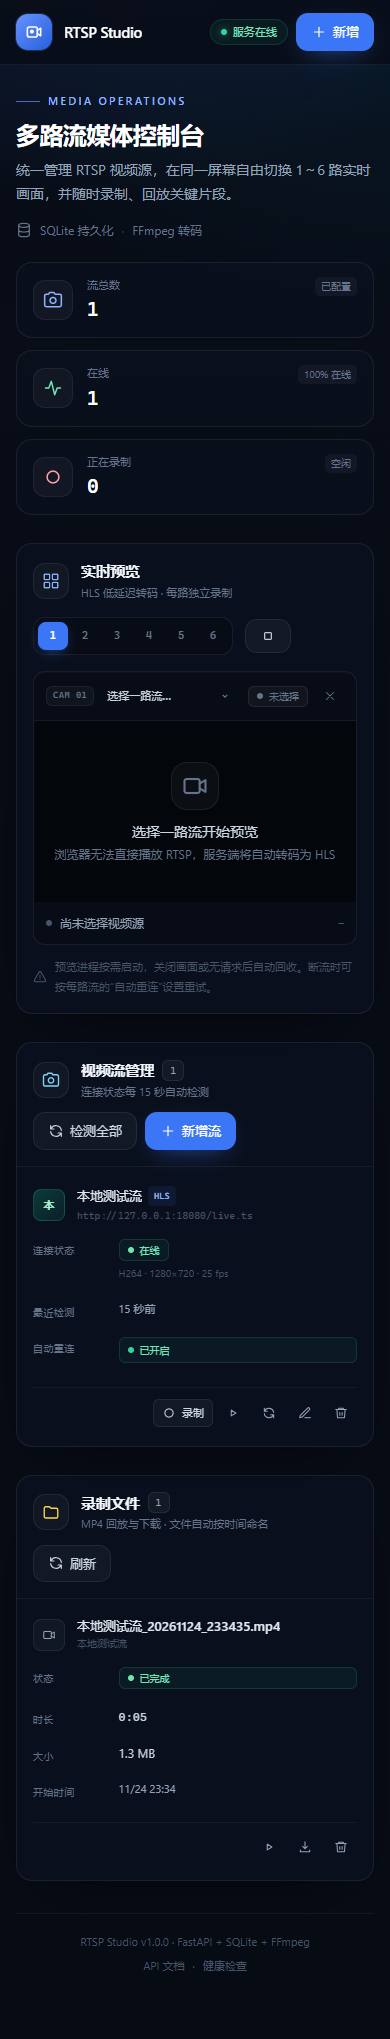 RTSP Studio
服务在线
新增
MEDIA OPERATIONS
多路流媒体控制台
统一管理 RTSP 视频源，在同一屏幕自由切换 1 ~ 6 路实时
画面，并随时录制、回放关键片段。
SQLite 持久化 · FFmpeg 转码
流总数
已配置
1
在线
100% 在线
1
正在录制
空闲
0
实时预览
HLS 低延迟转码 · 每路独立录制
1 2 3 4 5 6
CAM 01 选择一路流... 未选择
选择一路流开始预览
浏览器无法直接播放 RTSP，服务端将自动转码为 HLS
尚未选择视频源 –
预览进程按需启动，关闭画面或无请求后自动回收。断流时可
按每路流的“自动重连”设置重试。
视频流管理 1
连接状态每 15 秒自动检测
检测全部 新增流
本 本地测试流 HLS
http://127.0.0.1:18080/live.ts
连接状态 在线
H264 · 1280×720 · 25 fps
最近检测 15 秒前
自动重连 已开启
录制
录制文件 1
MP4 回放与下载 · 文件自动按时间命名
刷新
本地测试流_20261124_233435.mp4
本地测试流
状态 已完成
时长 0:05
大小 1.3 MB
开始时间 11/24 23:34
RTSP Studio v1.0.0 · FastAPI + SQLite + FFmpeg
API 文档 · 健康检查